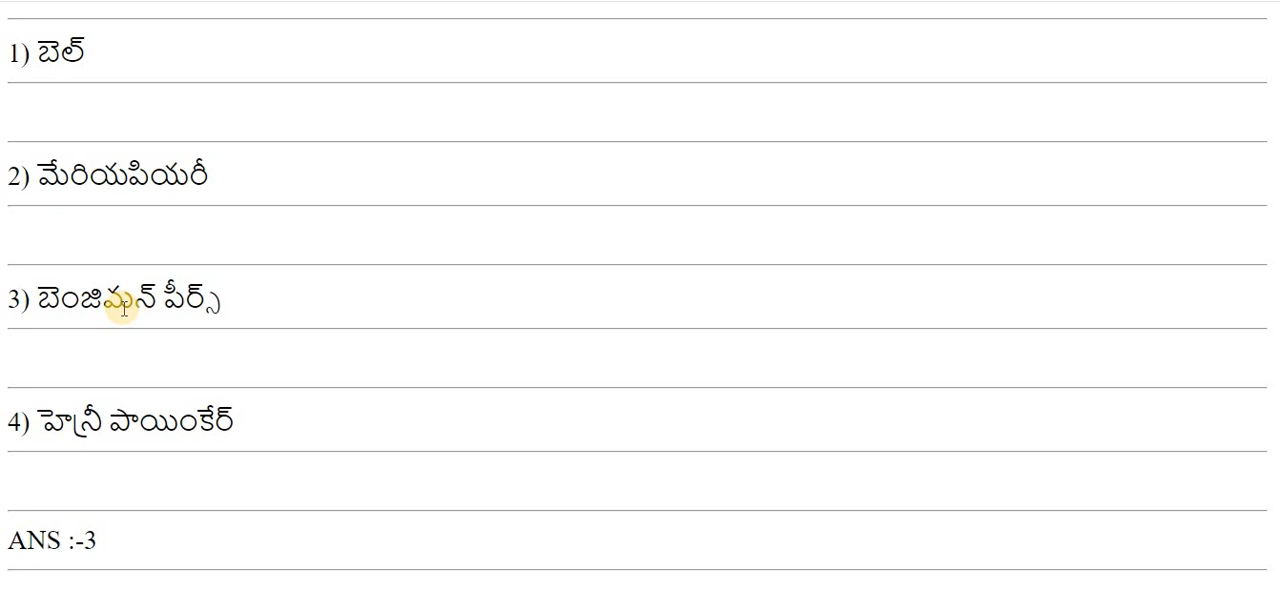 1) బెల్
2) మేరియపియరీ
3) బెంజిమన్ పీర్స్
4) హెన్రీ పాయింకేర్
ANS :-3